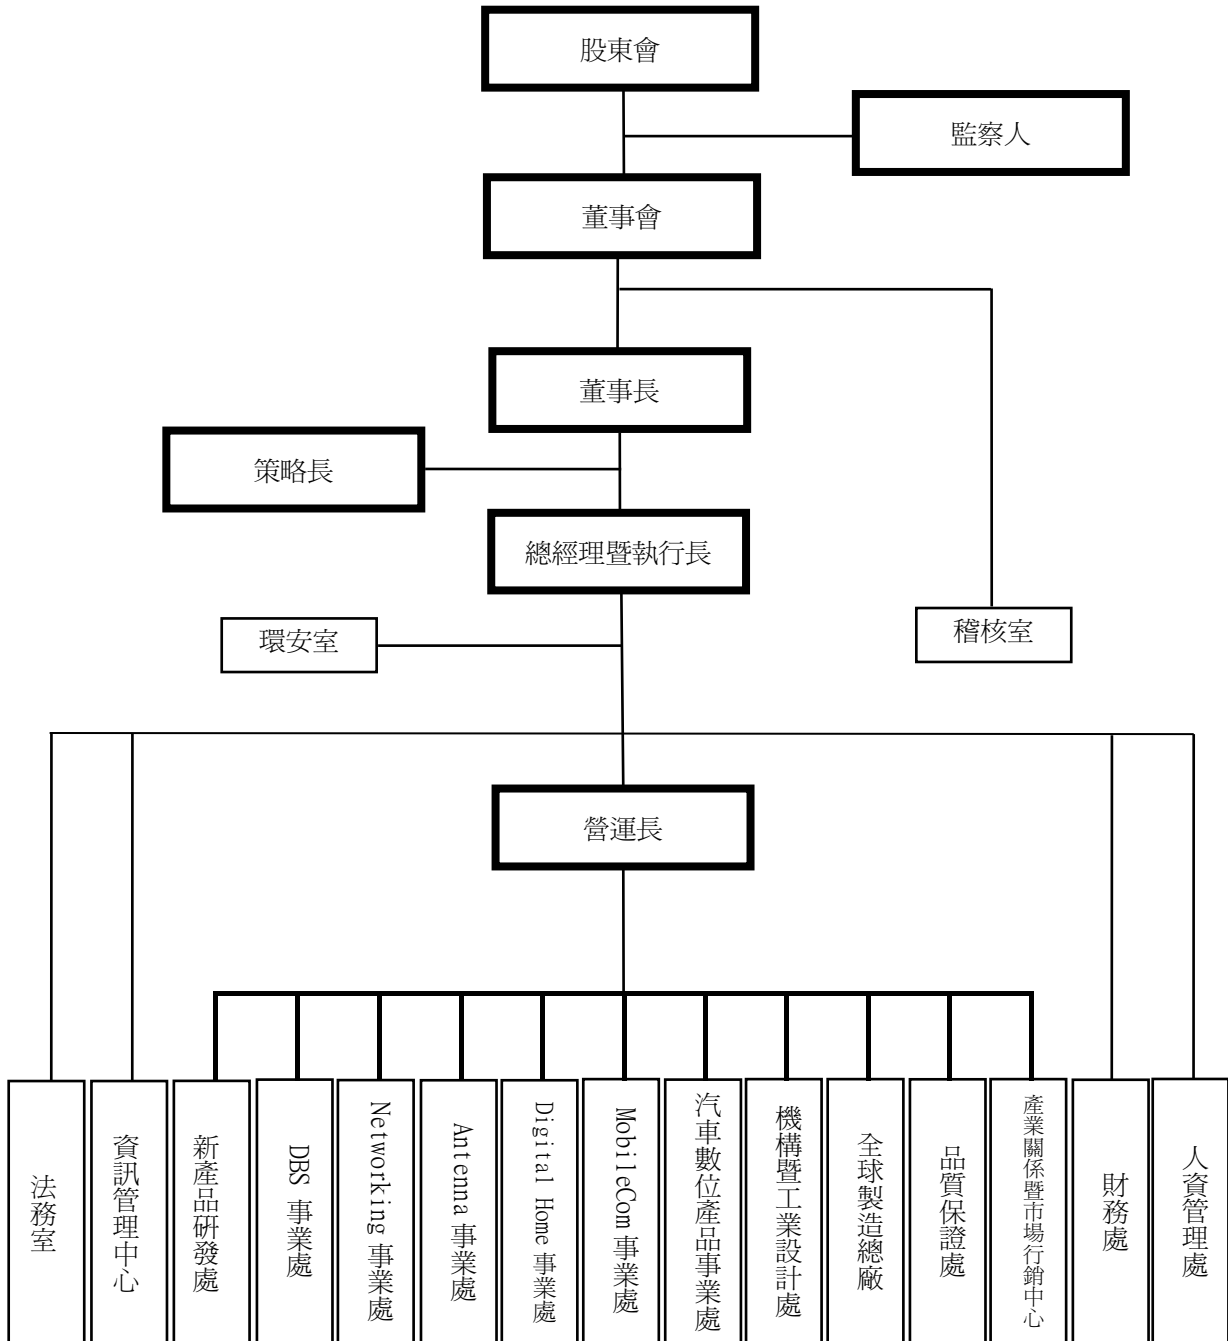 股東會
監察人
董事會
董事長
策略長
總經理暨執行長
環安室
稽核室
營運長
法務室
資訊管理中心
新產品研發處
DBS 事業處
Networking 事業處
Antenna 事業處
Digital Home 事業處
MobileCom 事業處
汽車數位產品事業處
機構暨工業設計處
全球製造總廠
品質保證處
產業關係暨市場行銷中心
財務處
人資管理處